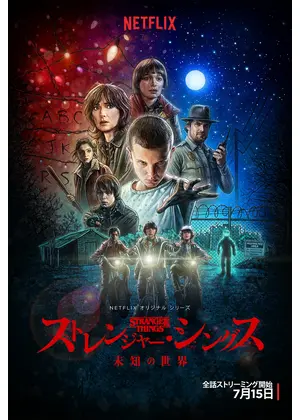 NETFLIX
NETFLIX オリジナル シリーズ
STRANGER THINGS
ストレンジャー・シングス
未知の世界
全話ストリーミング開始
7月15日